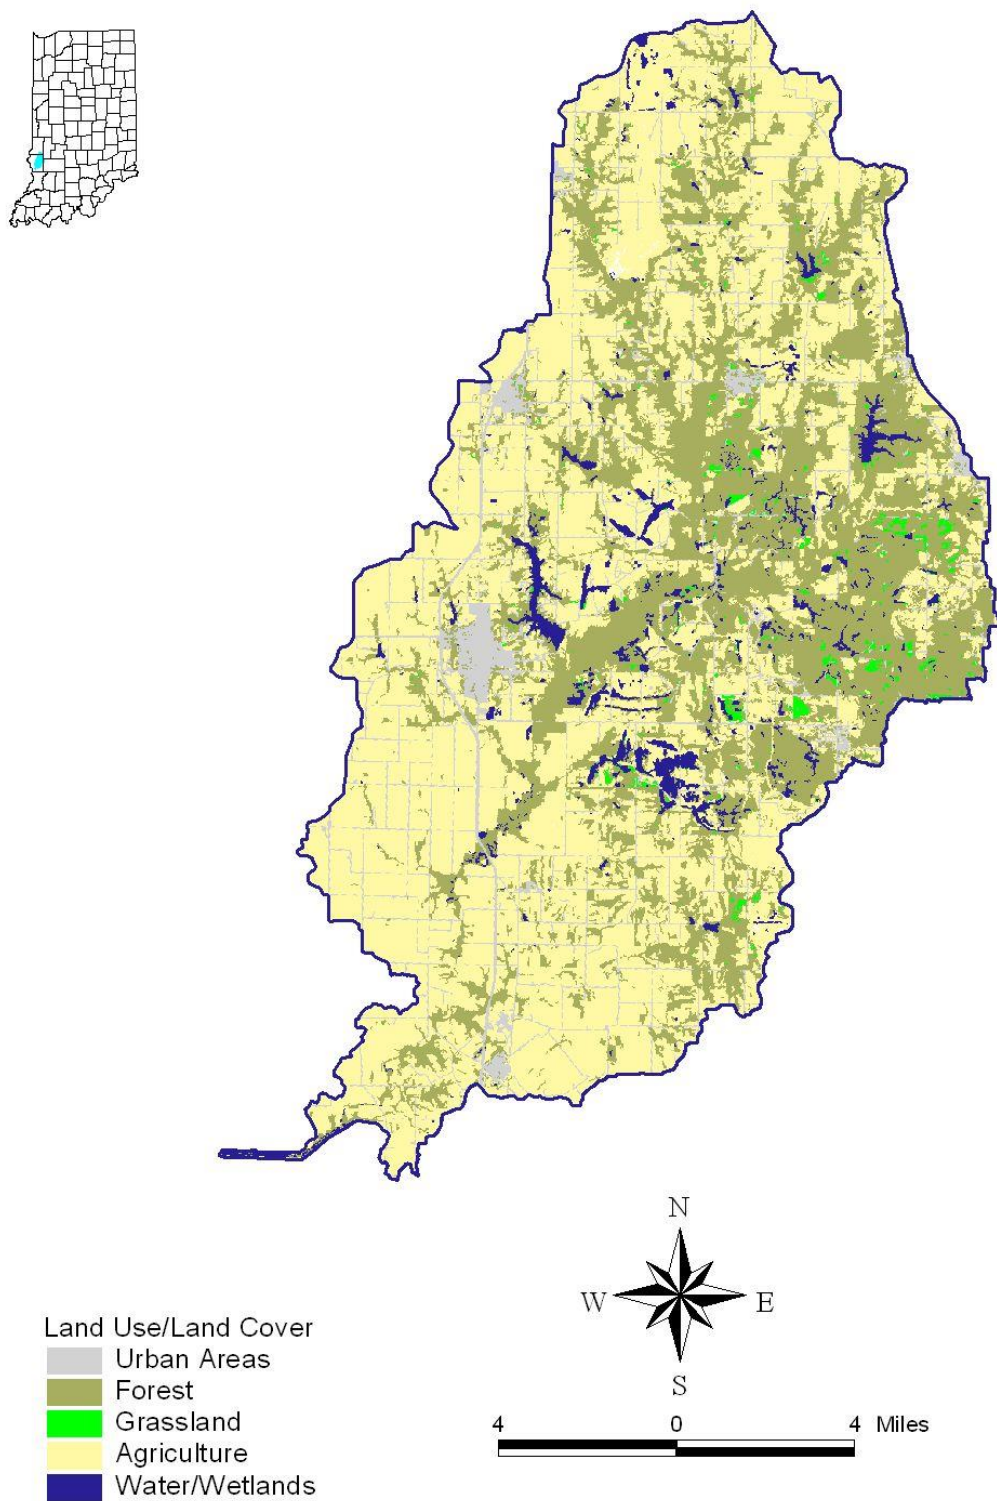 N
W E
S
Land Use/Land Cover
Urban Areas
Forest
Grassland
Agriculture
Water/Wetlands
4 0 4 Miles